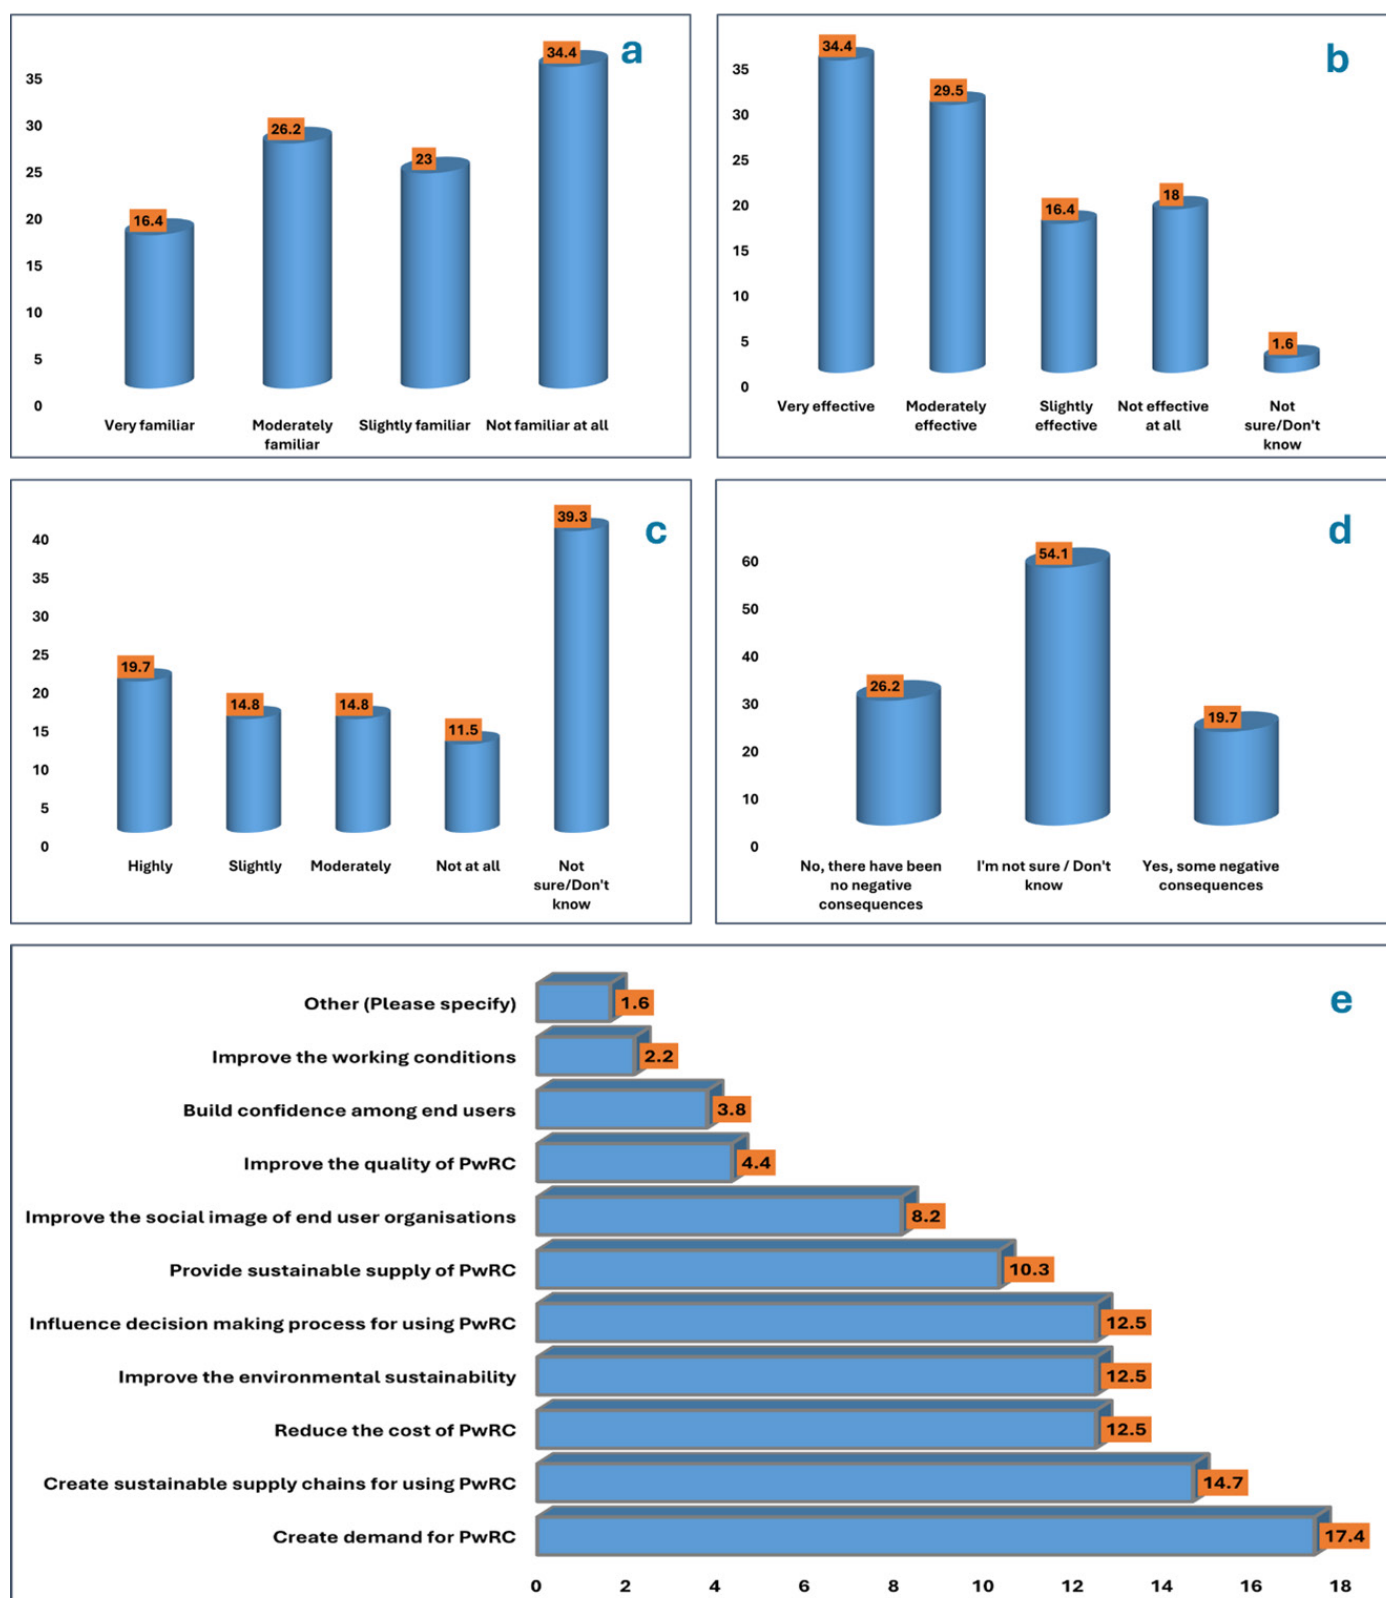 a
35
30
25
20
15
10
5
0
16.4
26.2
23
34.4
Very familiar
Moderately
familiar
Slightly familiar
Not familiar at all
b
35
30
25
20
15
10
5
0
34.4
29.5
16.4
18
1.6
Very effective
Moderately
effective
Slightly
effective
Not effective
at all
Not
sure/Don't
know
c
40
35
30
25
20
15
10
5
0
19.7
14.8
14.8
11.5
39.3
Highly
Slightly
Moderately
Not at all
Not
sure/Don't
know
d
60
50
40
30
20
10
0
26.2
54.1
19.7
No, there have been
no negative
consequences
I'm not sure / Don't
know
Yes, some negative
consequences
e
Other (Please specify) 1.6
Improve the working conditions 2.2
Build confidence among end users 3.8
Improve the quality of PwRC 4.4
Improve the social image of end user organisations 8.2
Provide sustainable supply of PwRC 10.3
Influence decision making process for using PwRC 12.5
Improve the environmental sustainability 12.5
Reduce the cost of PwRC 12.5
Create sustainable supply chains for using PwRC 14.7
Create demand for PwRC 17.4
0 2 4 6 8 10 12 14 16 18